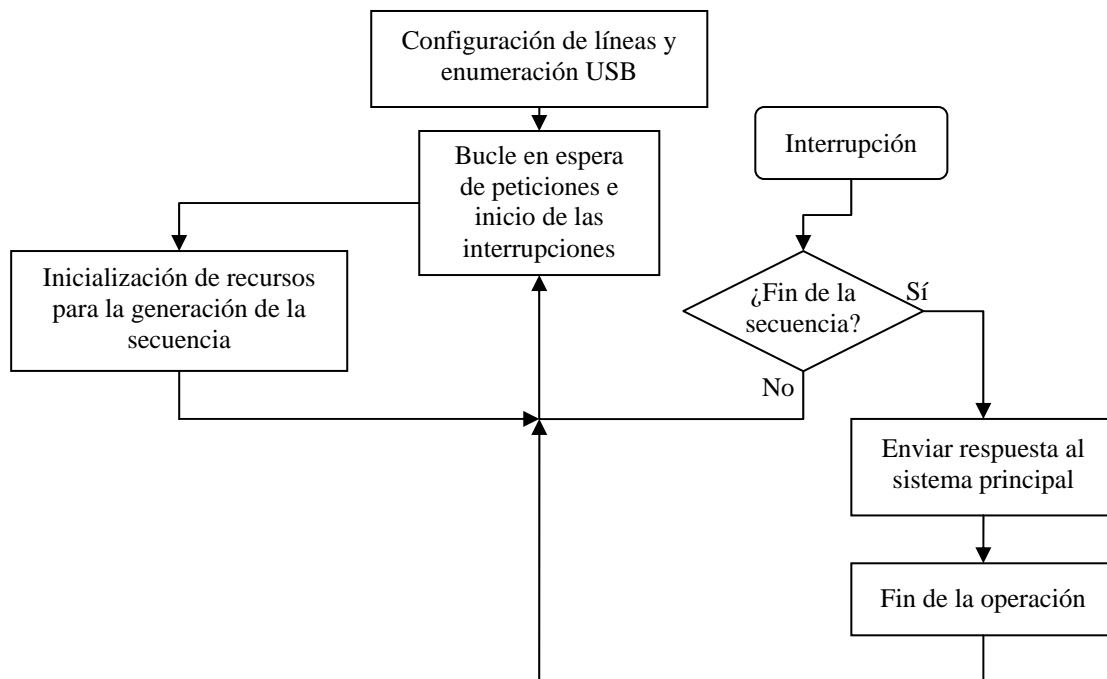 Configuración de líneas y
enumeración USB
Bucle en espera
de peticiones e
inicio de las
interrupciones
Interrupción
Inicialización de recursos
para la generación de la
secuencia
¿Fin de la
secuencia?
Sí
No
Enviar respuesta al
sistema principal
Fin de la operación